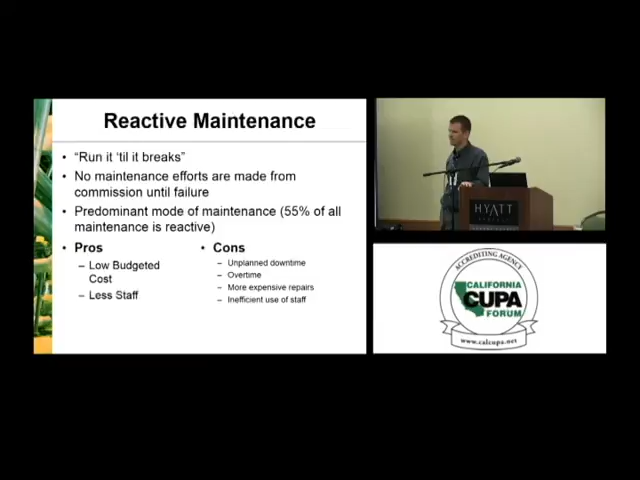 Reactive Maintenance
• "Run it 'til it breaks"
• No maintenance efforts are made from
commission until failure
• Predominant mode of maintenance (55% of all
maintenance is reactive)
• Pros
– Low Budgeted
Cost
– Less Staff
• Cons
– Unplanned downtime
– Overtime
– More expensive repairs
– Inefficient use of staff
HYATT
ACCREDITING AGENCY
CALIFORNIA
CUPA
FORUM
www.calcupa.net